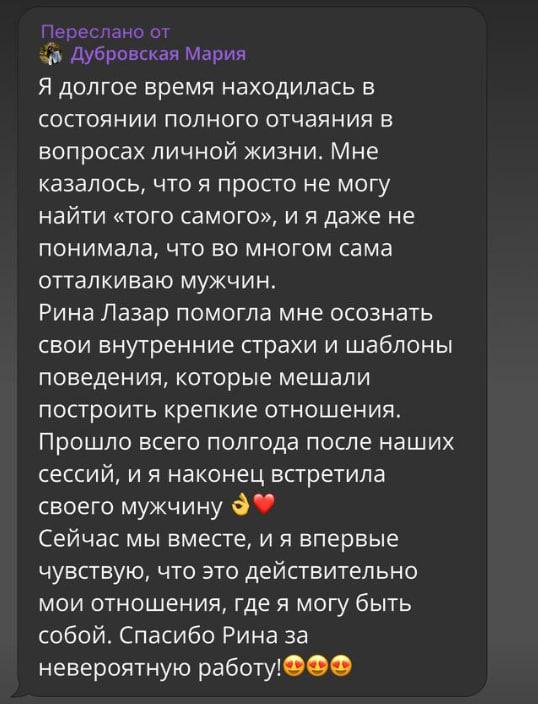 Переслано от
Дубровская Мария
Я долгое время находилась в
состоянии полного отчаяния в
вопросах личной жизни. Мне
казалось, что я просто не могу
найти «того самого», и я даже не
понимала, что во многом сама
отталкиваю мужчин.
Рина Лазар помогла мне осознать
свои внутренние страхи и шаблоны
поведения, которые мешали
построить крепкие отношения.
Прошло всего полгода после наших
сессий, и я наконец встретила
своего мужчину 👌❤️
Сейчас мы вместе, и я впервые
чувствую, что это действительно
мои отношения, где я могу быть
собой. Спасибо Рина за
невероятную работу!😍😍😍